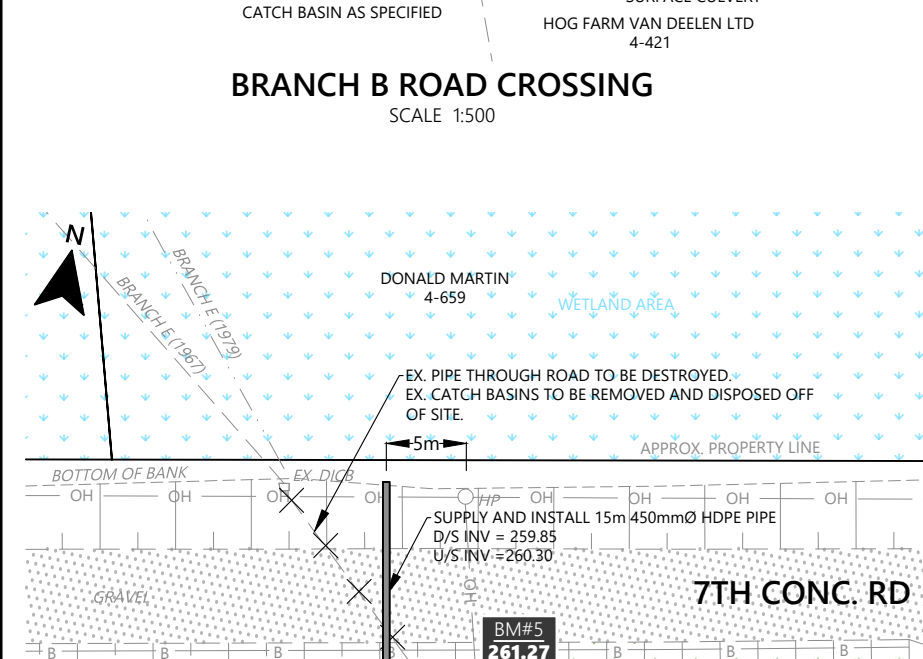 CATCH BASIN AS SPECIFIED
SURFACE CULVERT
HOG FARM VAN DEELEN LTD
4-421
BRANCH B ROAD CROSSING
SCALE 1:500
N
BRANCH E (1967)
BRANCH E (1979)
DONALD MARTIN
4-659
WETLAND AREA
EX. PIPE THROUGH ROAD TO BE DESTROYED.
EX. CATCH BASINS TO BE REMOVED AND DISPOSED OFF
OF SITE.
5m
APPROX. PROPERTY LINE
BOTTOM OF BANK
EX. DICB
OH OH OH OH HP OH OH OH OH
SUPPLY AND INSTALL 15m 450mmØ HDPE PIPE
D/S INV = 259.85
U/S INV =260.30
OH
GRAVEL
7TH CONC. RD
BM#5
261.27
B B B B B B B